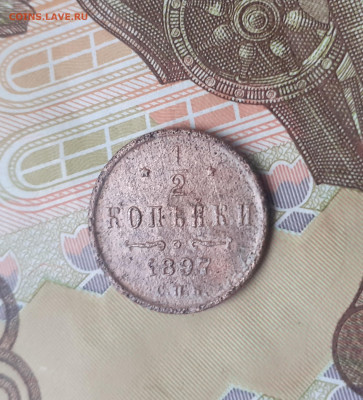 COINS.LAVE.RU
1
2
КОПѢЙКИ
1897
С.П.Б.